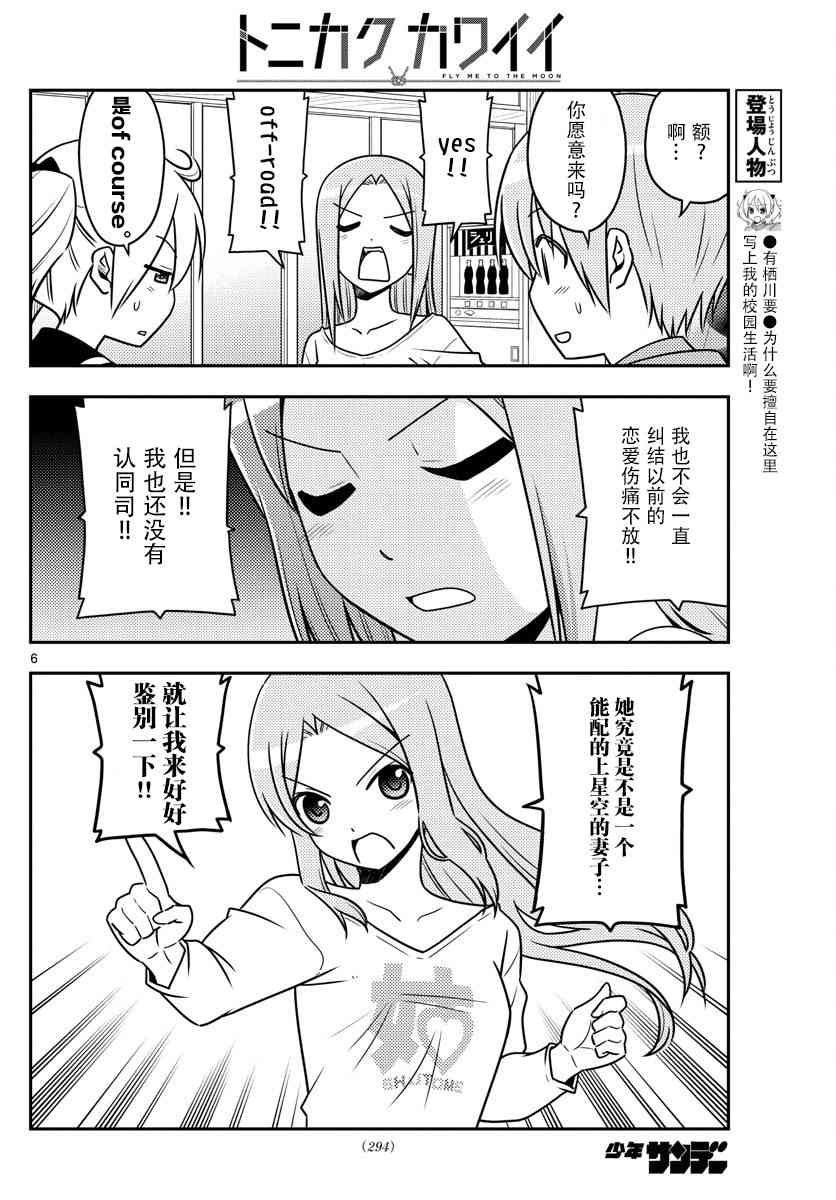 トニカクカワイイ
FLY ME TO THE MOON
登場人物
とうじょうじんぶつ
●有栖川要●为什么要擅自在这里
写上我的校园生活啊！
额？
啊…
你愿意来吗？
yes!!
off-road!!
是of course。
我也不会一直
纠结以前的
恋爱伤痛不放!!
但是!!
我也还没有
认同司!!
6
她究竟是不是一个
能配的上星空的妻子…
就让我来好好
鉴别一下!!
姑
SHUTOME
(294)
少年サンデー